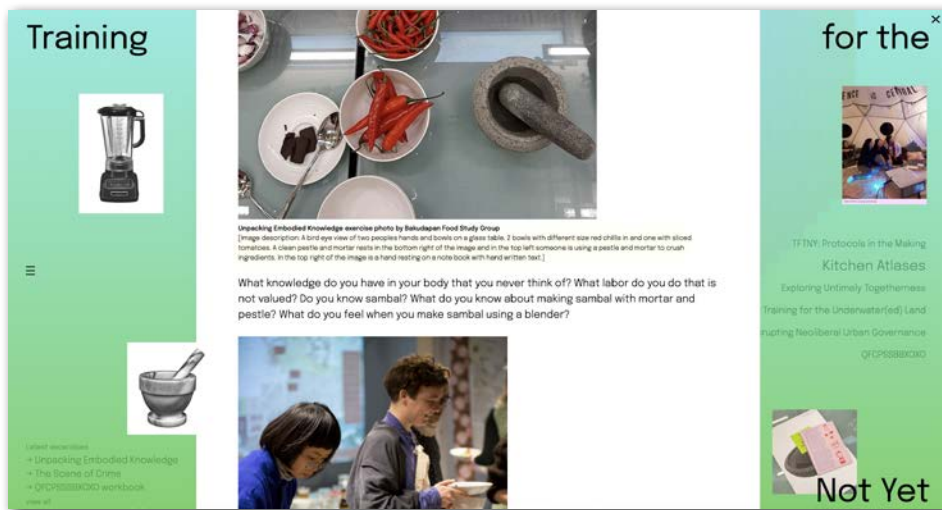 Training
for the
×
Unpacking Embodied Knowledge exercise photo by Bakudapan Food Study Group
[Image description: A bird eye view of two peoples hands and bowls on a glass table. 2 bowls with different size red chillis in and one with sliced
tomatoes. A clean pestle and mortar rests in the bottom right of the image and in the top left someone is using a pestle and mortar to crush
ingredients. In the top right of the image is a hand resting on a note book with hand written text.]
What knowledge do you have in your body that you never think of? What labor do you do that is
not valued? Do you know sambal? What do you know about making sambal with mortar and
pestle? What do you feel when you make sambal using a blender?
TFTNY: Protocols in the Making
Kitchen Atlases
Exploring Untimely Togetherness
Training for the Underwater(ed) Land
rupting Neoliberal Urban Governance
Latest exercises
→ Unpacking Embodied Knowledge
→ The Scene of Crime
view all
Not Yet